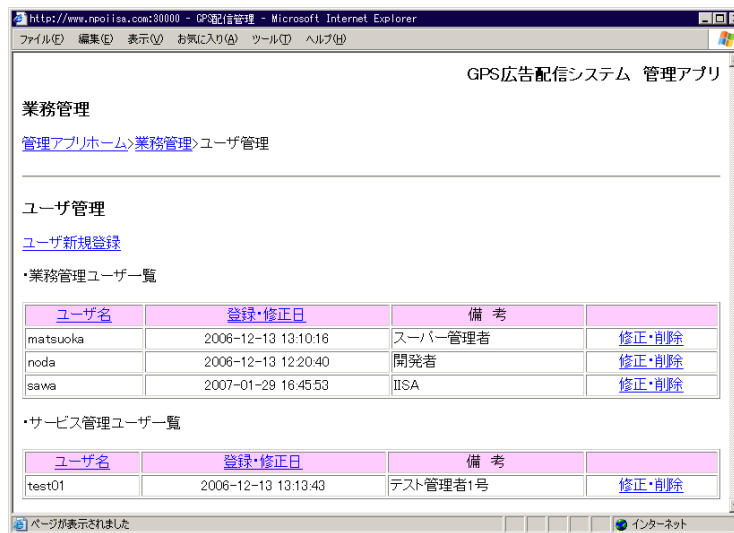 http://www.npoiisa.com:30000 - GPS配信管理 - Microsoft Internet Explorer
ファイル(F) 編集(E) 表示(V) お気に入り(A) ツール(T) ヘルプ(H)
GPS広告配信システム 管理アプリ
業務管理
管理アプリホーム>業務管理>ユーザ管理
ユーザ管理
ユーザ新規登録
・業務管理ユーザ一覧
ユーザ名 登録・修正日 備 考
matsuoka 2006-12-13 13:10:16 スーパー管理者 修正・削除
noda 2006-12-13 12:20:40 開発者 修正・削除
sawa 2007-01-29 16:45:53 IISA 修正・削除
・サービス管理ユーザ一覧
ユーザ名 登録・修正日 備 考
test01 2006-12-13 13:13:43 テスト管理者1号 修正・削除
ページが表示されました インターネット